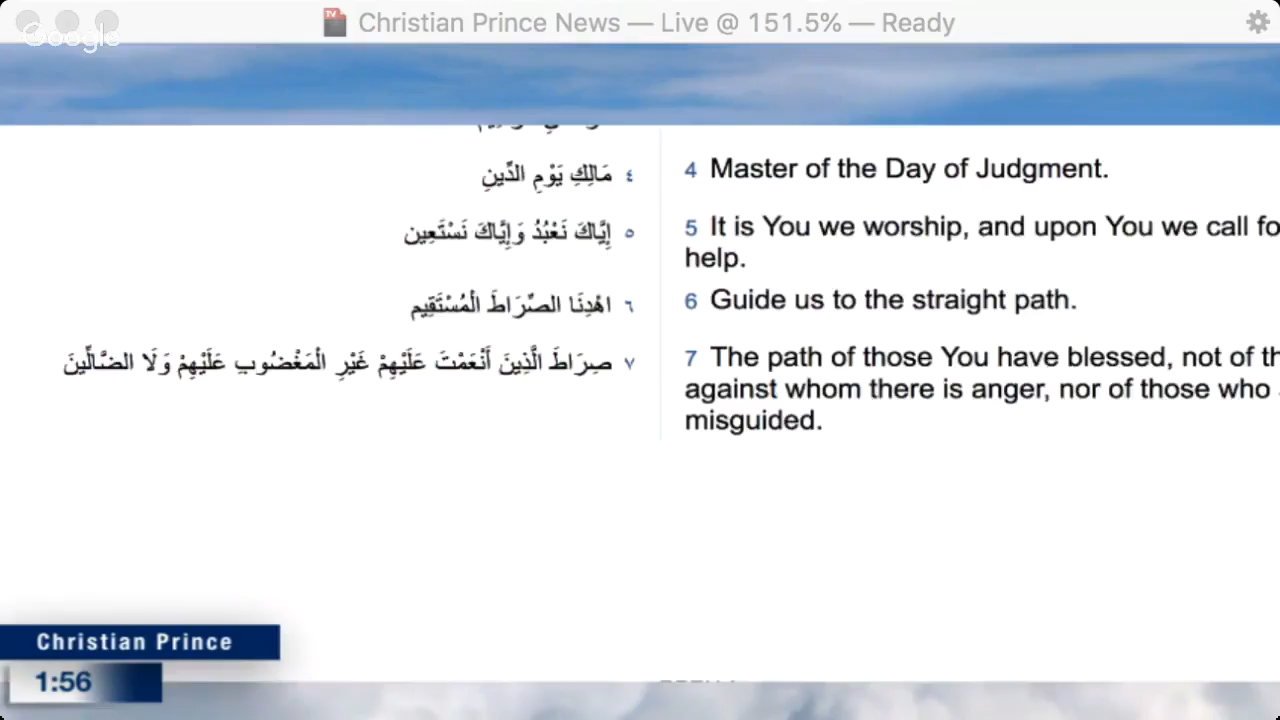 Google
TV
Christian Prince News — Live @ 151.5% — Ready
٤ مَالِكِ يَوْمِ الدِّينِ
4 Master of the Day of Judgment.
٥ إِيَّاكَ نَعْبُدُ وَإِيَّاكَ نَسْتَعِين
5 It is You we worship, and upon You we call fo
help.
٦ اهْدِنَا الصِّرَاطَ الْمُسْتَقِيم
6 Guide us to the straight path.
٧ صِرَاطَ الَّذِينَ أَنْعَمْتَ عَلَيْهِمْ غَيْرِ الْمَغْضُوبِ عَلَيْهِمْ وَلَا الضَّالِّينَ
7 The path of those You have blessed, not of th
against whom there is anger, nor of those who
misguided.
Christian Prince
1:56